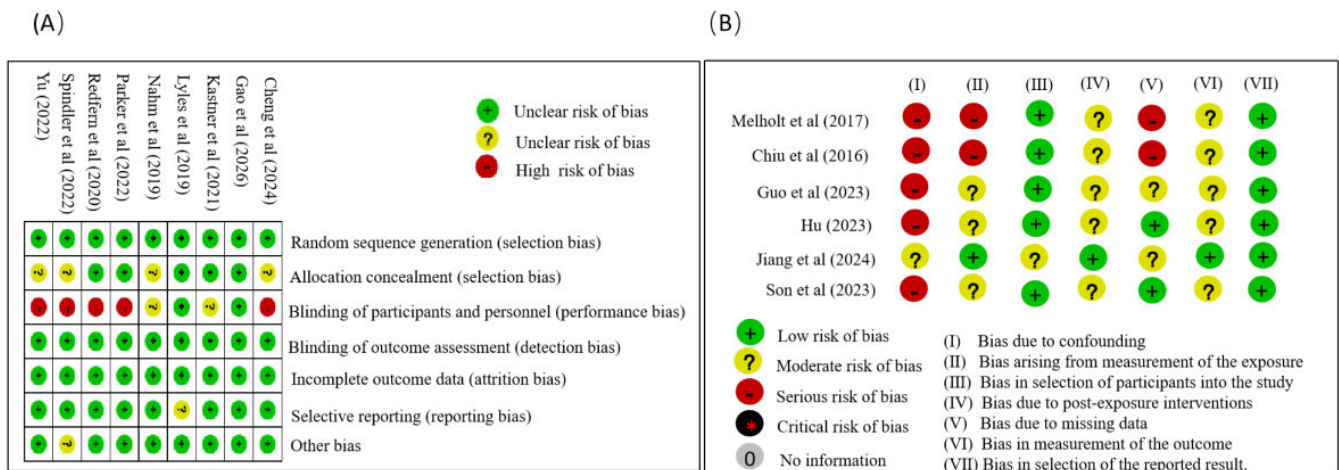 (A)
Yu (2022)
Spindler et al (2022)
Redfern et al (2020)
Parker et al (2022)
Nahm et al (2019)
Lyles et al (2019)
Kastner et al (2021)
Gao et al (2026)
Cheng et al (2024)
+ Unclear risk of bias
? Unclear risk of bias
- High risk of bias
+ + + + + + + + + Random sequence generation (selection bias)
? ? + + ? + + + ? Allocation concealment (selection bias)
- - - - ? + ? + - Blinding of participants and personnel (performance bias)
+ + + + + + + + + Blinding of outcome assessment (detection bias)
+ + + + + + + + + Incomplete outcome data (attrition bias)
+ + + + + ? + + + Selective reporting (reporting bias)
+ ? + + + + + + + Other bias
(B)
(I) (II) (III) (IV) (V) (VI) (VII)
Melholt et al (2017) - - + ? - ? +
Chiu et al (2016) - - + ? - ? +
Guo et al (2023) - ? + ? ? ? +
Hu (2023) - ? + ? + ? +
Jiang et al (2024) ? + ? + ? + +
Son et al (2023) - ? + ? + ? +
+ Low risk of bias
? Moderate risk of bias
- Serious risk of bias
* Critical risk of bias
0 No information
(I) Bias due to confounding
(II) Bias arising from measurement of the exposure
(III) Bias in selection of participants into the study
(IV) Bias due to post-exposure interventions
(V) Bias due to missing data
(VI) Bias in measurement of the outcome
(VII) Bias in selection of the reported result.